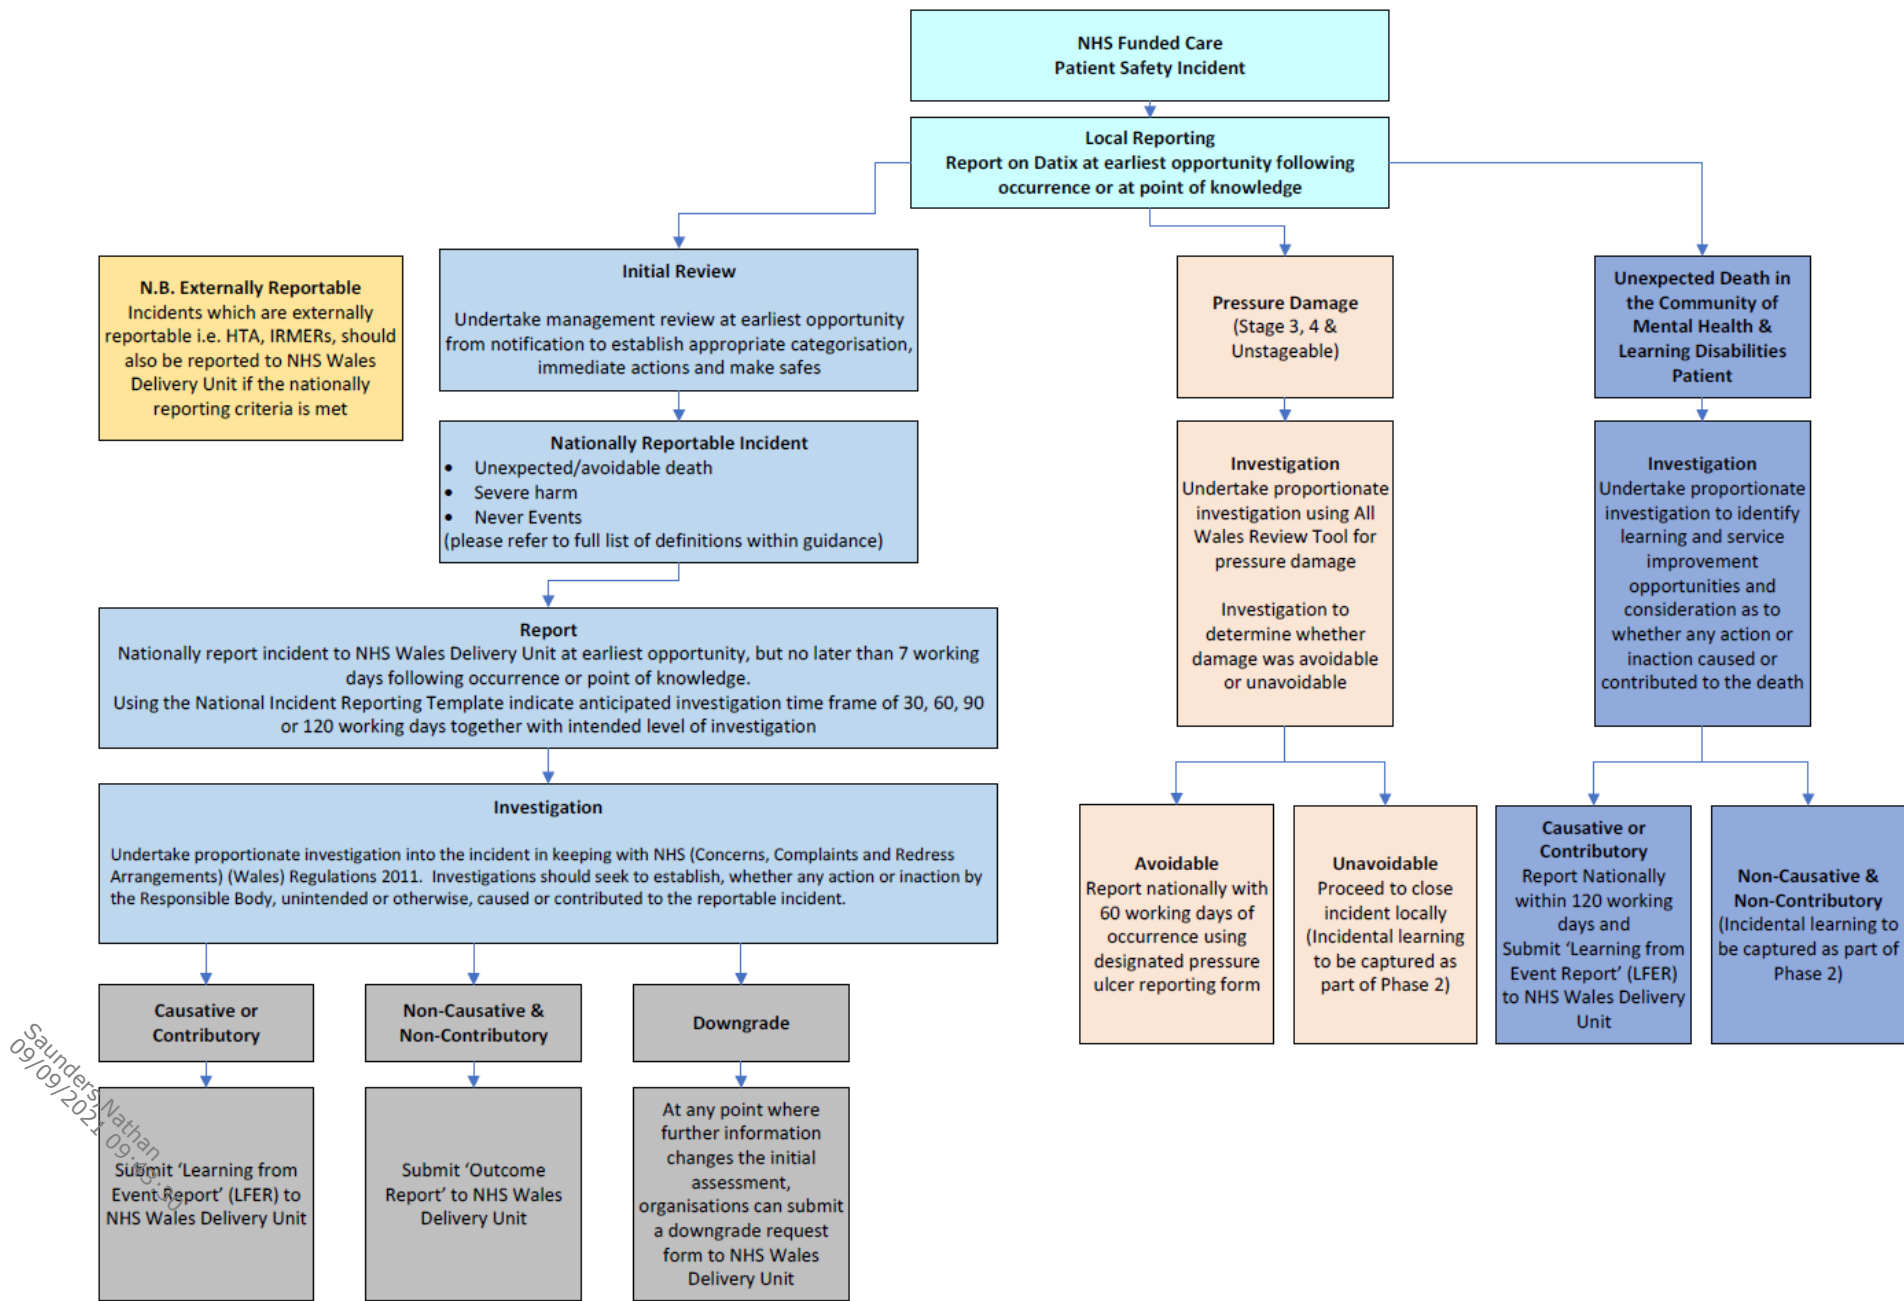 NHS Funded Care
Patient Safety Incident
Local Reporting
Report on Datix at earliest opportunity following
occurrence or at point of knowledge
N.B. Externally Reportable
Incidents which are externally
reportable i.e. HTA, IRMERs, should
also be reported to NHS Wales
Delivery Unit if the nationally
reporting criteria is met
Initial Review
Undertake management review at earliest opportunity
from notification to establish appropriate categorisation,
immediate actions and make safes
Nationally Reportable Incident
• Unexpected/avoidable death
• Severe harm
• Never Events
(please refer to full list of definitions within guidance)
Report
Nationally report incident to NHS Wales Delivery Unit at earliest opportunity, but no later than 7 working
days following occurrence or point of knowledge.
Using the National Incident Reporting Template indicate anticipated investigation time frame of 30, 60, 90
or 120 working days together with intended level of investigation
Investigation
Undertake proportionate investigation into the incident in keeping with NHS (Concerns, Complaints and Redress
Arrangements) (Wales) Regulations 2011. Investigations should seek to establish, whether any action or inaction by
the Responsible Body, unintended or otherwise, caused or contributed to the reportable incident.
Causative or
Contributory
Submit ‘Learning from
Event Report’ (LFER) to
NHS Wales Delivery Unit
Non-Causative &
Non-Contributory
Submit ‘Outcome
Report’ to NHS Wales
Delivery Unit
Downgrade
At any point where
further information
changes the initial
assessment,
organisations can submit
a downgrade request
form to NHS Wales
Delivery Unit
Pressure Damage
(Stage 3, 4 &
Unstageable)
Investigation
Undertake proportionate
investigation using All
Wales Review Tool for
pressure damage
Investigation to
determine whether
damage was avoidable
or unavoidable
Avoidable
Report nationally with
60 working days of
occurrence using
designated pressure
ulcer reporting form
Unavoidable
Proceed to close
incident locally
(Incidental learning
to be captured as
part of Phase 2)
Unexpected Death in
the Community of
Mental Health &
Learning Disabilities
Patient
Investigation
Undertake proportionate
investigation to identify
learning and service
improvement
opportunities and
consideration as to
whether any action or
inaction caused or
contributed to the death
Causative or
Contributory
Report Nationally
within 120 working
days and
Submit ‘Learning from
Event Report’ (LFER)
to NHS Wales Delivery
Unit
Non-Causative &
Non-Contributory
(Incidental learning to
be captured as part of
Phase 2)
Saunders,Nathan
09/09/2021 09:43:30